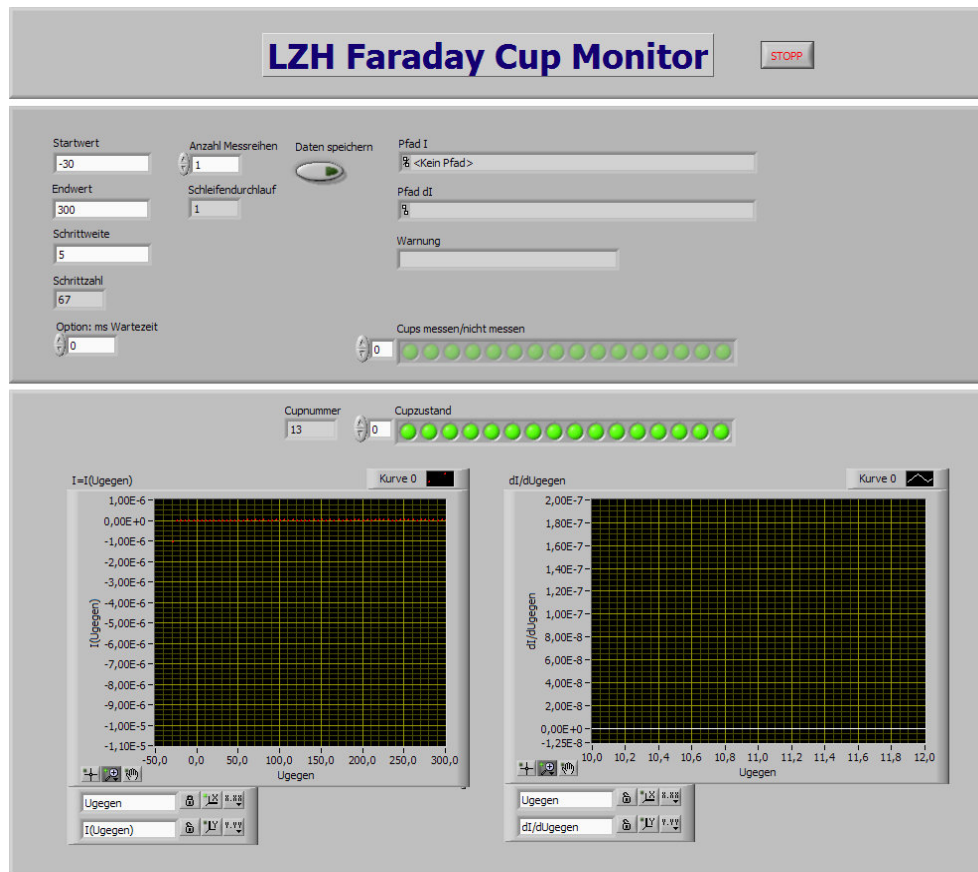 LZH Faraday Cup Monitor
STOPP
Startwert
-30
Anzahl Messreihen
1
Daten speichern
Pfad I
<Kein Pfad>
Endwert
300
Schleifendurchlauf
1
Pfad dI
Schrittweite
5
Warnung
Schrittzahl
67
Option: ms Wartezeit
0
Cups messen/nicht messen
0
Cupnummer
13
Cupzustand
0
I=I(Ugegen)
Kurve 0
1,00E-6
0,00E+0
-1,00E-6
-2,00E-6
-3,00E-6
-4,00E-6
-5,00E-6
-6,00E-6
-7,00E-6
-8,00E-6
-9,00E-6
-1,00E-5
-1,10E-5
I(Ugegen)
-50,0 0,0 50,0 100,0 150,0 200,0 250,0 300,0
Ugegen
Ugegen
X X.XX
I(Ugegen)
Y Y.YY
dI/dUgegen
Kurve 0
2,00E-7
1,80E-7
1,60E-7
1,40E-7
1,20E-7
1,00E-7
8,00E-8
6,00E-8
4,00E-8
2,00E-8
0,00E+0
-1,25E-8
dI/dUgegen
10,0 10,2 10,4 10,6 10,8 11,0 11,2 11,4 11,6 11,8 12,0
Ugegen
Ugegen
X X.XX
dI/dUgegen
Y Y.YY